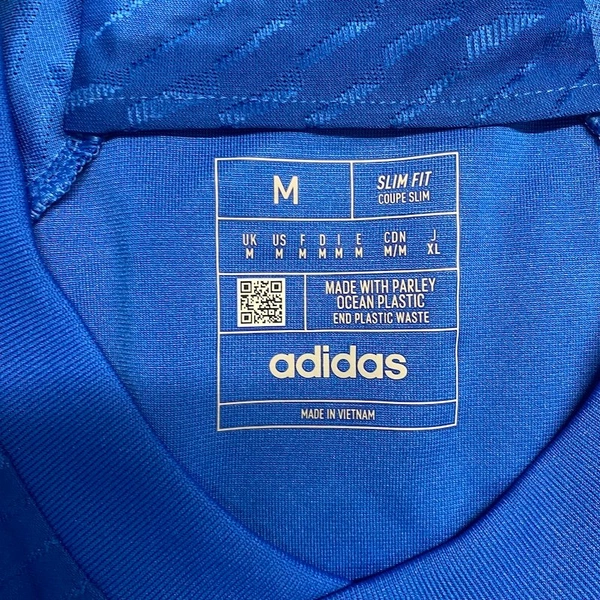 M
SLIM FIT
COUPE SLIM
UK US F D I E CDN J
M M M M M M M/M XL
MADE WITH PARLEY
OCEAN PLASTIC
END PLASTIC WASTE
adidas
MADE IN VIETNAM